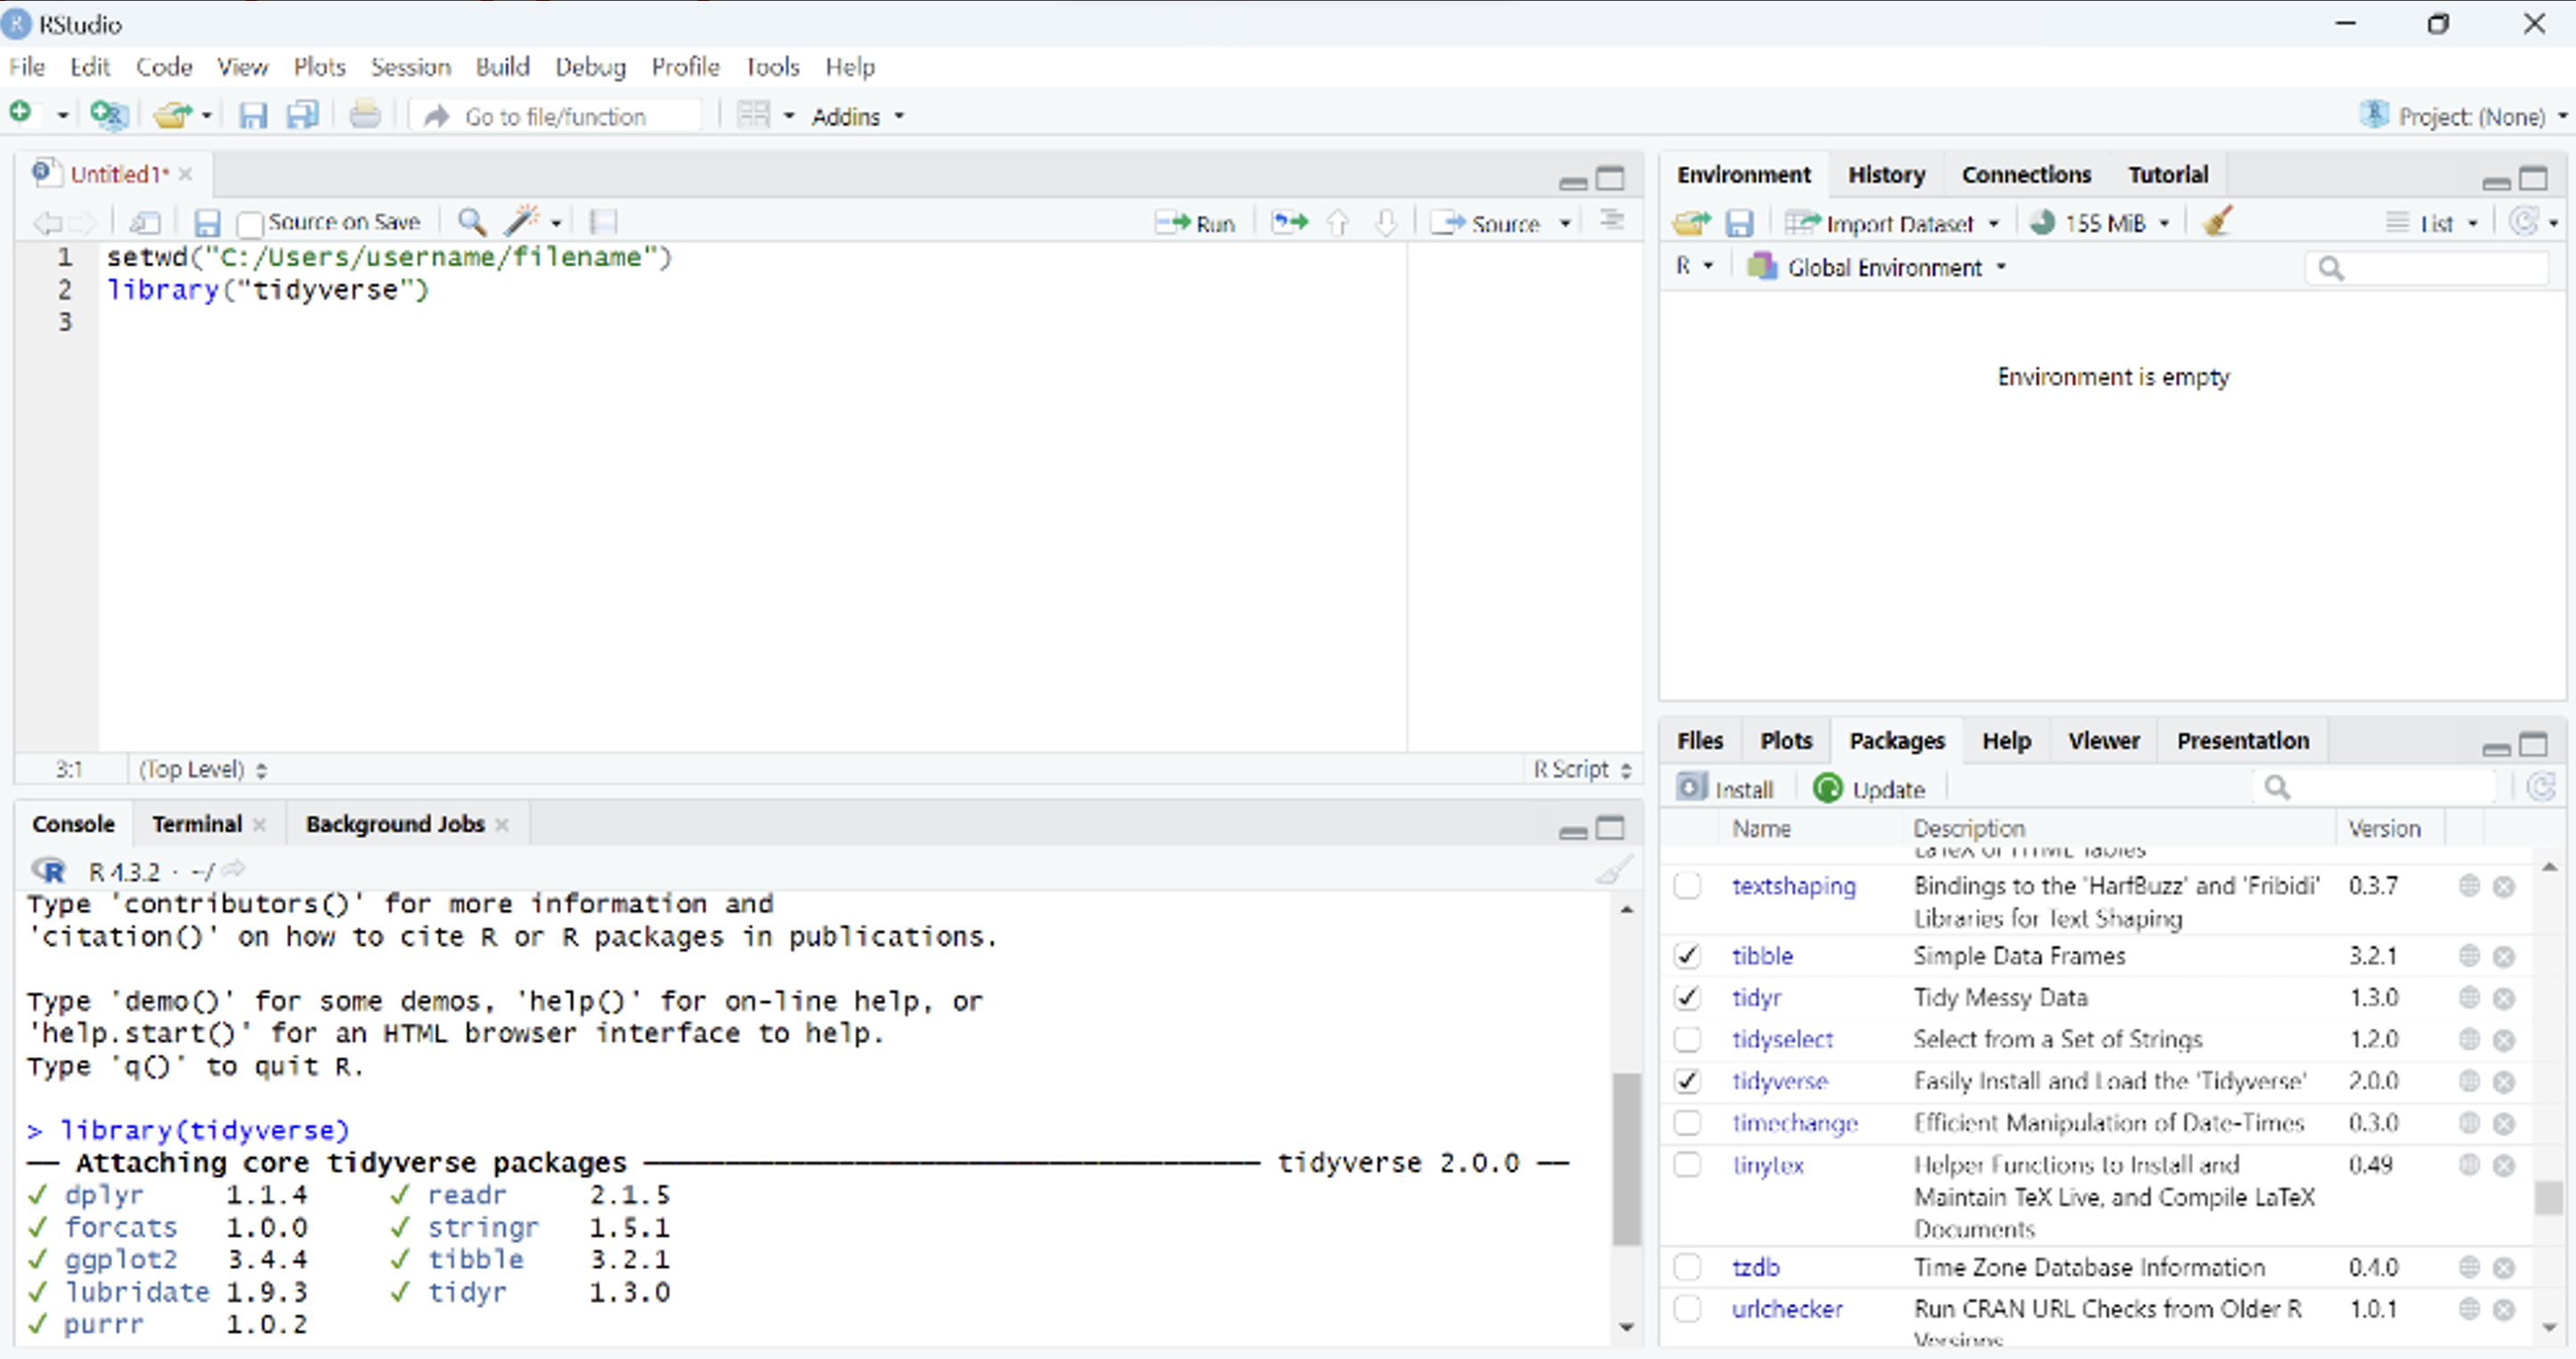 RStudio
File Edit Code View Plots Session Build Debug Profile Tools Help
Go to file/function Addins Project: (None)
Untitled1*
Source on Save Run Source
1 setwd("C:/Users/username/filename")
2 library("tidyverse")
3
3:1 (Top Level) R Script
Console Terminal Background Jobs
R 4.3.2 · ~/
Type 'contributors()' for more information and
'citation()' on how to cite R or R packages in publications.
Type 'demo()' for some demos, 'help()' for on-line help, or
'help.start()' for an HTML browser interface to help.
Type 'q()' to quit R.
> library(tidyverse)
── Attaching core tidyverse packages ──────────────── tidyverse 2.0.0 ──
✓ dplyr 1.1.4 ✓ readr 2.1.5
✓ forcats 1.0.0 ✓ stringr 1.5.1
✓ ggplot2 3.4.4 ✓ tibble 3.2.1
✓ lubridate 1.9.3 ✓ tidyr 1.3.0
✓ purrr 1.0.2
Environment History Connections Tutorial
Import Dataset 155 MiB List
R Global Environment
Environment is empty
Files Plots Packages Help Viewer Presentation
Install Update
Name Description Version
LaTeX or HTML Tables
textshaping Bindings to the 'HarfBuzz' and 'Fribidi' 0.3.7
Libraries for Text Shaping
tibble Simple Data Frames 3.2.1
tidyr Tidy Messy Data 1.3.0
tidyselect Select from a Set of Strings 1.2.0
tidyverse Easily Install and Load the 'Tidyverse' 2.0.0
timechange Efficient Manipulation of Date-Times 0.3.0
tinytex Helper Functions to Install and 0.49
Maintain TeX Live, and Compile LaTeX
Documents
tzdb Time Zone Database Information 0.4.0
urlchecker Run CRAN URL Checks from Older R 1.0.1
Versions